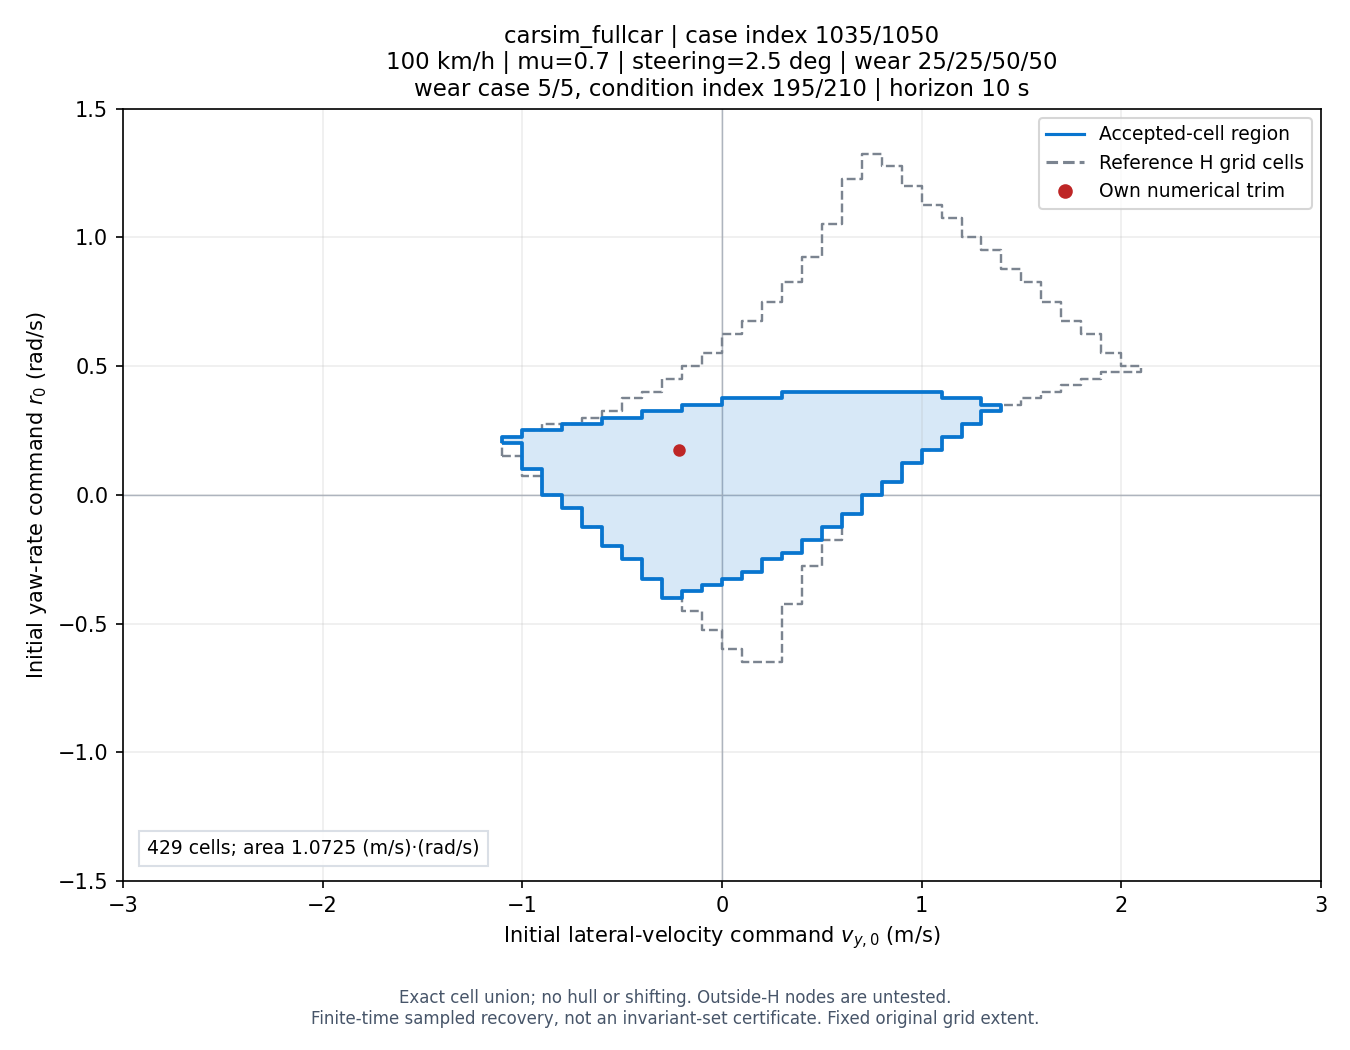 carsim_fullcar | case index 1035/1050
100 km/h | mu=0.7 | steering=2.5 deg | wear 25/25/50/50
wear case 5/5, condition index 195/210 | horizon 10 s
Accepted-cell region
Reference H grid cells
Own numerical trim
1.5
1.0
0.5
0.0
−0.5
−1.0
−1.5
Initial yaw-rate command r₀ (rad/s)
429 cells; area 1.0725 (m/s)·(rad/s)
−3 −2 −1 0 1 2 3
Initial lateral-velocity command v_{y,0} (m/s)
Exact cell union; no hull or shifting. Outside-H nodes are untested.
Finite-time sampled recovery, not an invariant-set certificate. Fixed original grid extent.